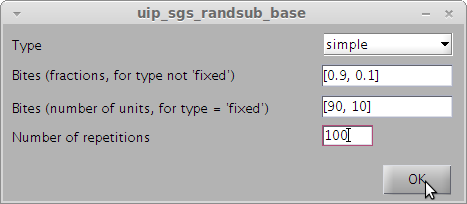 uip_sgs_randsub_base
Type simple
Bites (fractions, for type not 'fixed') [0.9, 0.1]
Bites (number of units, for type = 'fixed') [90, 10]
Number of repetitions 100
OK